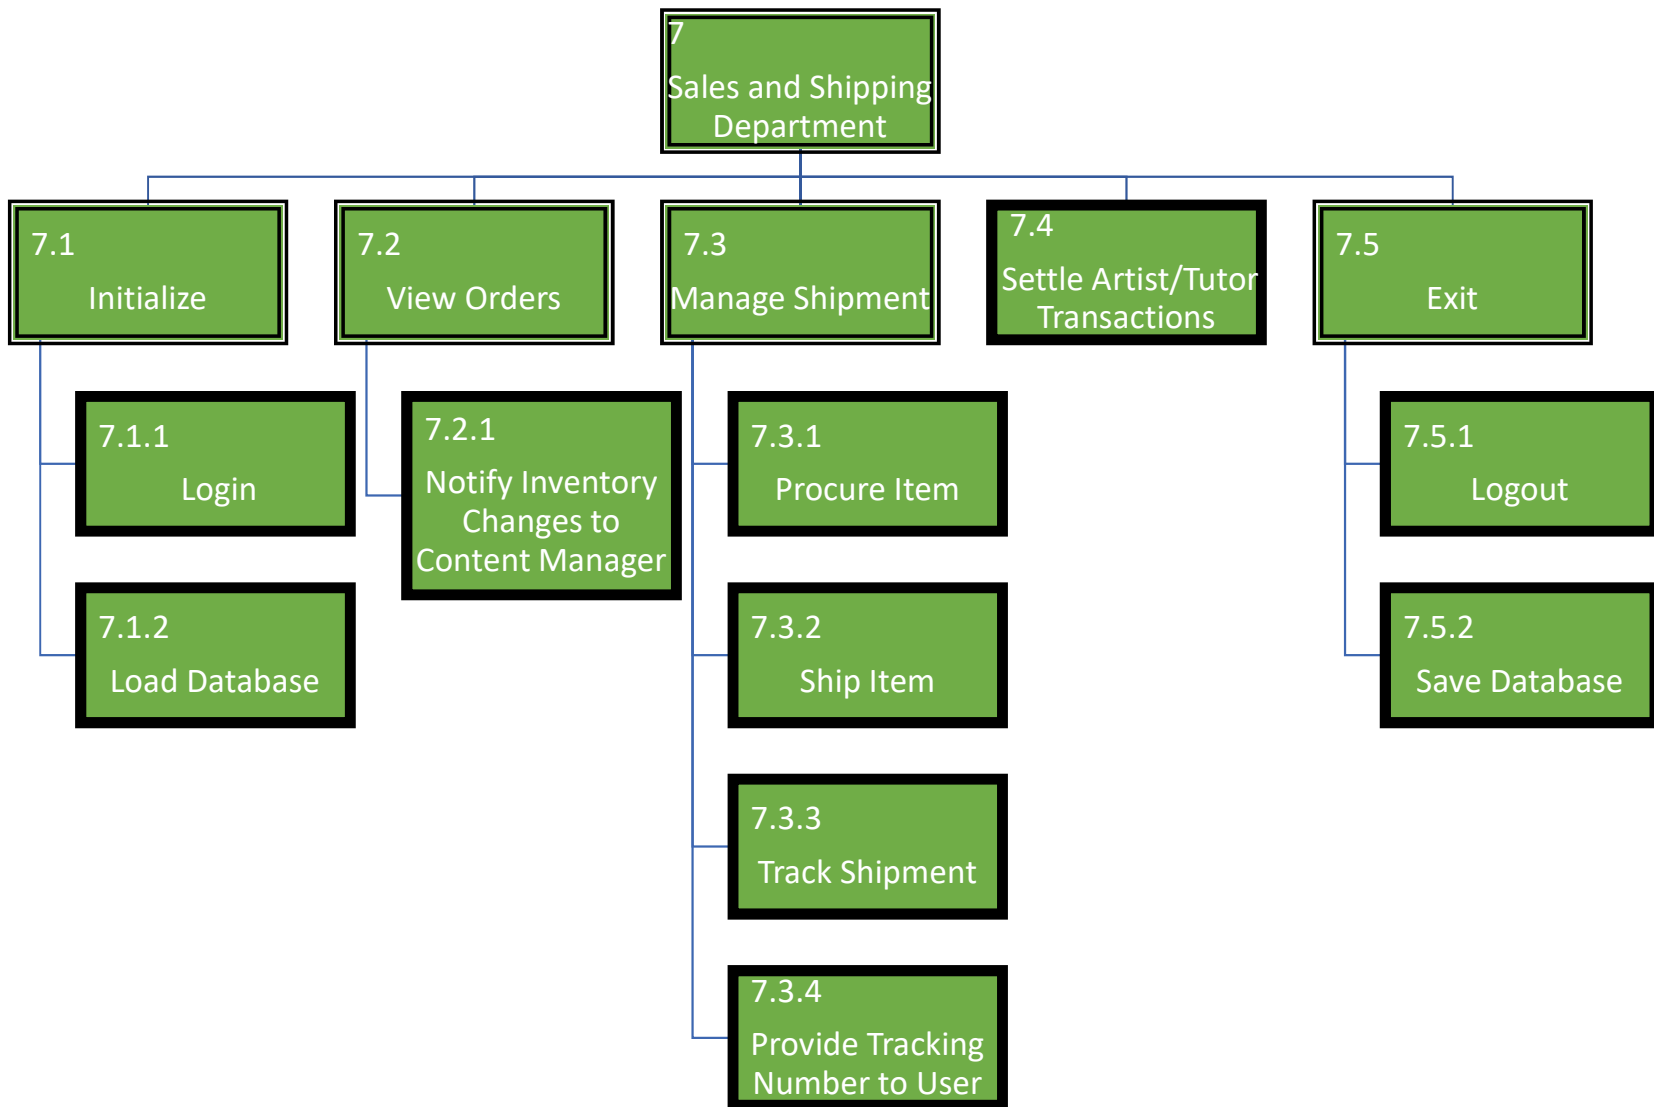 7
Sales and Shipping
Department
7.1
Initialize
7.2
View Orders
7.3
Manage Shipment
7.4
Settle Artist/Tutor
Transactions
7.5
Exit
7.1.1
Login
7.1.2
Load Database
7.2.1
Notify Inventory
Changes to
Content Manager
7.3.1
Procure Item
7.3.2
Ship Item
7.3.3
Track Shipment
7.3.4
Provide Tracking
Number to User
7.5.1
Logout
7.5.2
Save Database